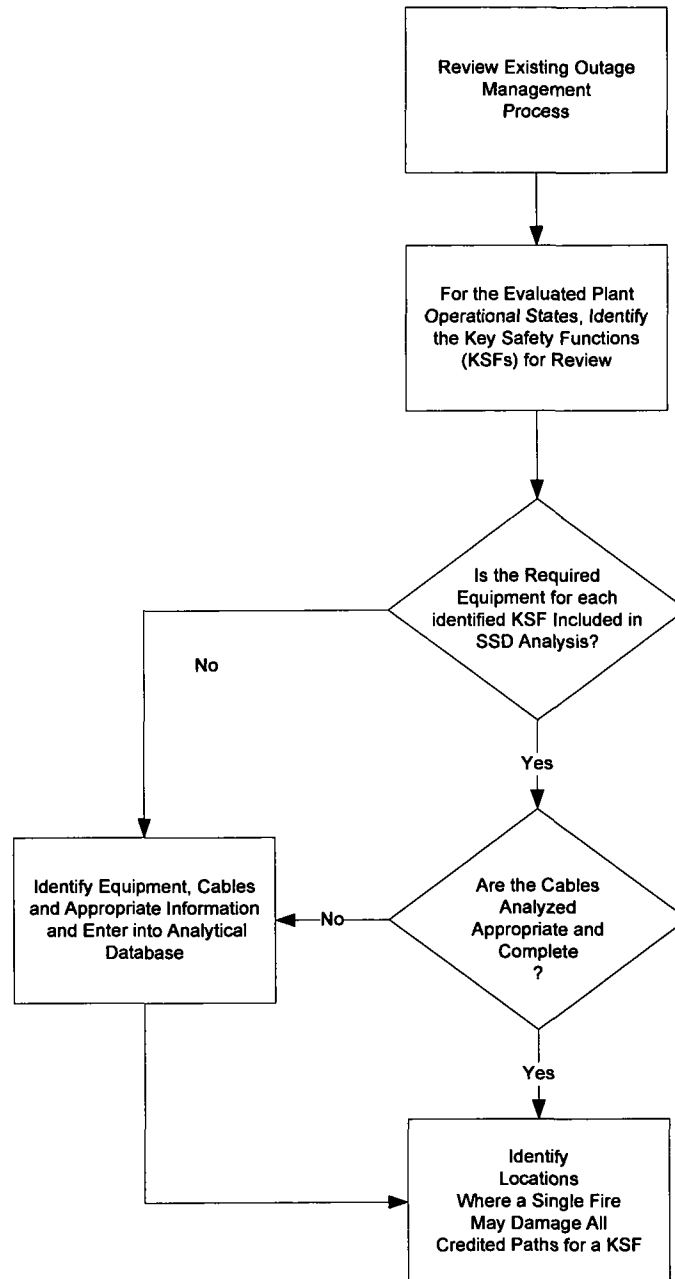 Review Existing Outage
Management
Process
For the Evaluated Plant
Operational States, Identify
the Key Safety Functions
(KSFs) for Review
Is the Required
Equipment for each
identified KSF Included in
SSD Analysis?
No
Yes
Identify Equipment, Cables
and Appropriate Information
and Enter into Analytical
Database
No
Are the Cables
Analyzed
Appropriate and
Complete
?
Yes
Identify
Locations
Where a Single Fire
May Damage All
Credited Paths for a KSF